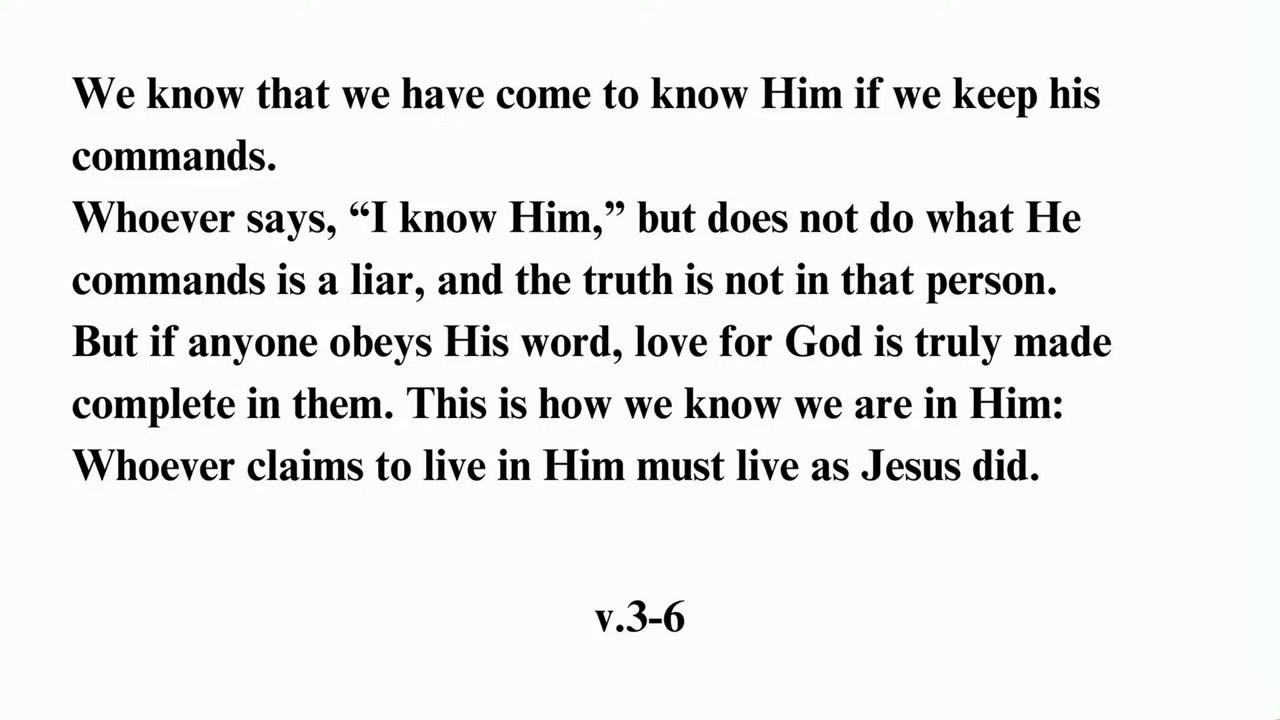 We know that we have come to know Him if we keep his
commands.
Whoever says, “I know Him,” but does not do what He
commands is a liar, and the truth is not in that person.
But if anyone obeys His word, love for God is truly made
complete in them. This is how we know we are in Him:
Whoever claims to live in Him must live as Jesus did.
v.3-6